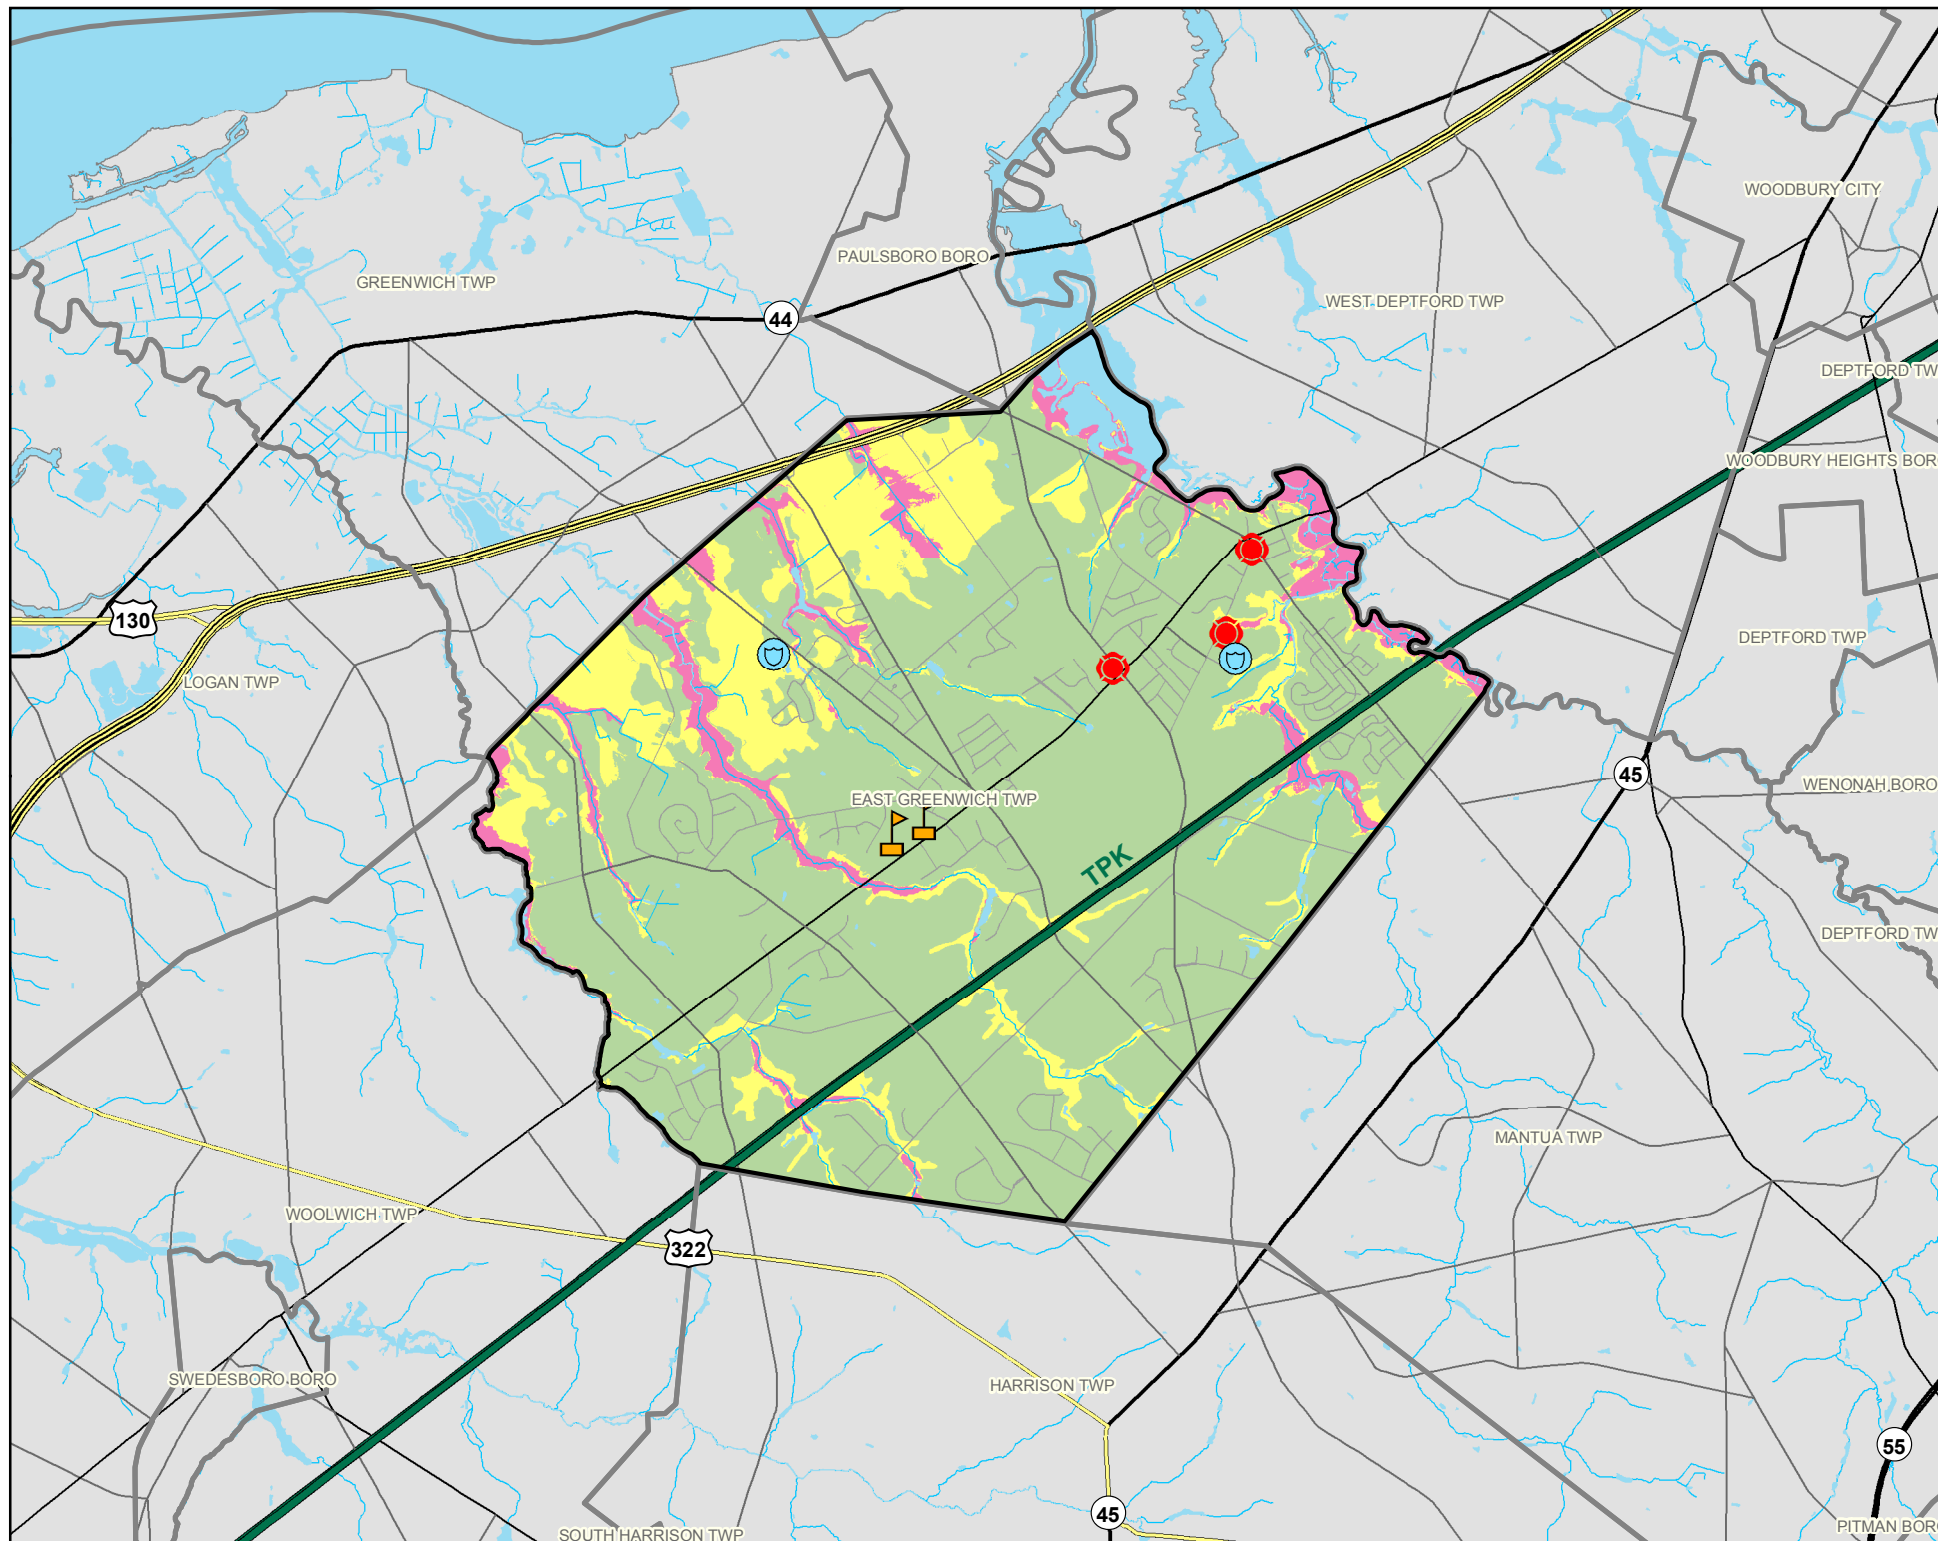 WOODBURY CITY
PAULSBORO BORO
GREENWICH TWP
WEST DEPTFORD TWP
44
DEPTFORD TW
WOODBURY HEIGHTS BOR
130
DEPTFORD TWP
LOGAN TWP
45
WENONAH BORO
EAST GREENWICH TWP
TPK
DEPTFORD TW
MANTUA TWP
WOOLWICH TWP
322
SWEDESBORO BORO
HARRISON TWP
55
45
PITMAN BOR
SOUTH HARRISON TWP